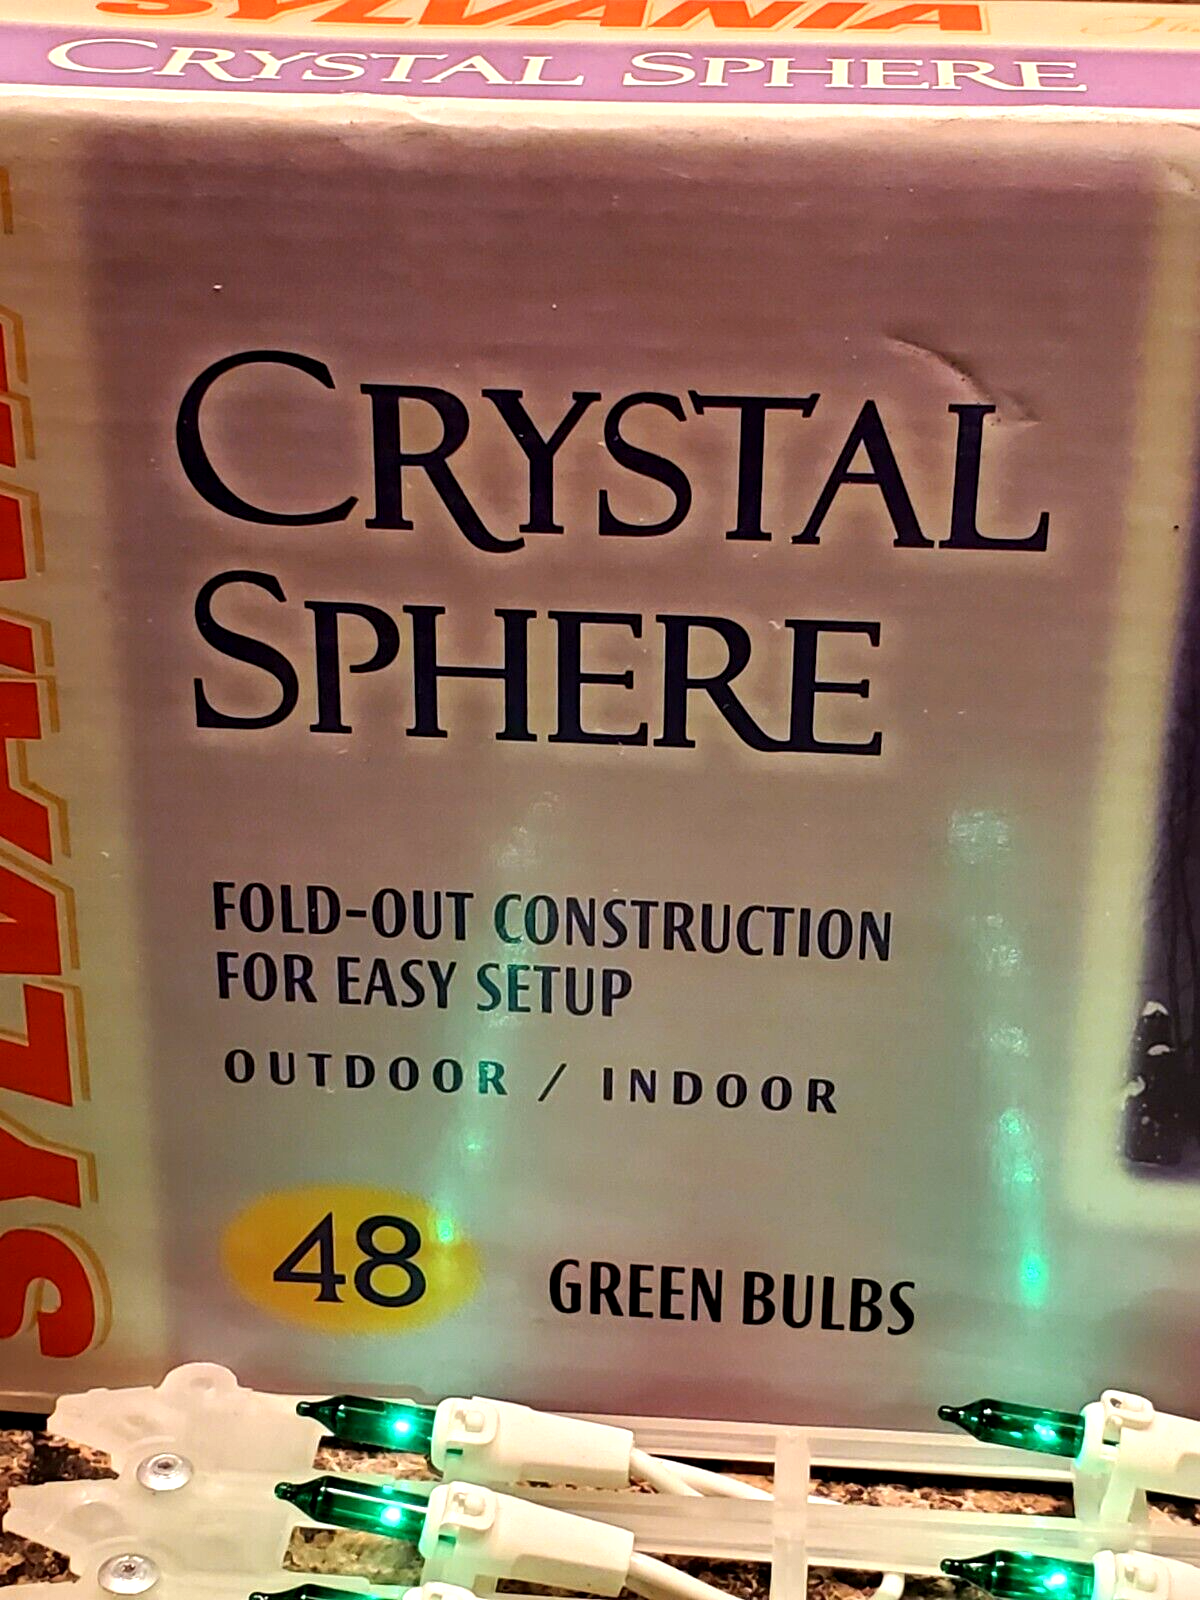 SYLVANIA
CRYSTAL SPHERE
SYLVANIA
CRYSTAL
SPHERE
FOLD-OUT CONSTRUCTION
FOR EASY SETUP
OUTDOOR / INDOOR
48 GREEN BULBS